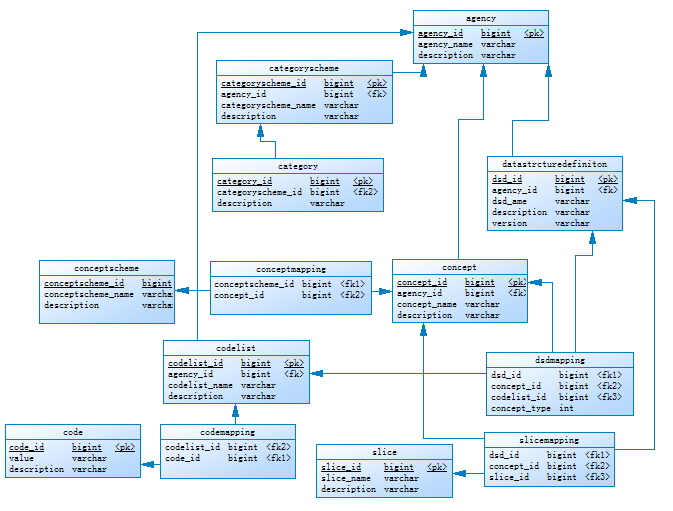 agency
agency_id bigint <pk>
agency_name varchar
description varchar
categoryscheme
categoryscheme_id bigint <pk>
agency_id bigint <fk>
categoryscheme_name varchar
description varchar
category
category_id bigint <pk>
categoryscheme_id bigint <fk2>
description varchar
datastrcturedefiniton
dsd_id bigint <pk>
agency_id bigint <fk>
dsd_ame varchar
description varchar
version varchar
conceptscheme
conceptscheme_id bigint
conceptscheme_name varchar
description varchar
conceptmapping
conceptscheme_id bigint <fk1>
concept_id bigint <fk2>
concept
concept_id bigint <pk>
agency_id bigint <fk>
concept_name varchar
description varchar
codelist
codelist_id bigint <pk>
agency_id bigint <fk>
codelist_name varchar
description varchar
dsdmapping
dsd_id bigint <fk1>
concept_id bigint <fk2>
codelist_id bigint <fk3>
concept_type int
code
code_id bigint <pk>
value varchar
description varchar
codemapping
codelist_id bigint <fk2>
code_id bigint <fk1>
slice
slice_id bigint <pk>
slice_name varchar
description varchar
slicemapping
dsd_id bigint <fk1>
concept_id bigint <fk2>
slice_id bigint <fk3>